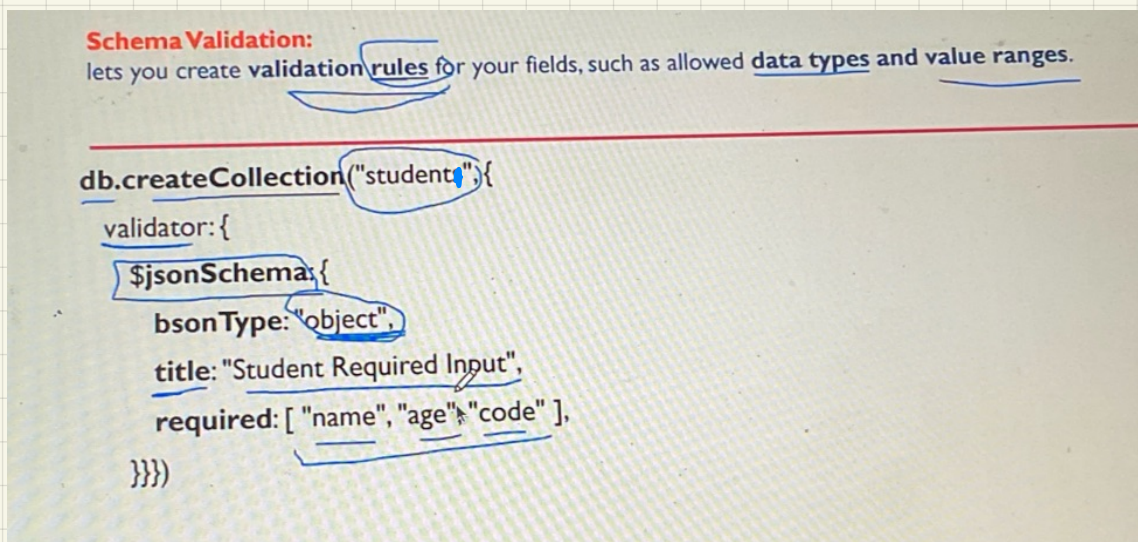 Schema Validation:
lets you create validation rules for your fields, such as allowed data types and value ranges.
db.createCollection("students",{
validator: {
$jsonSchema: {
bsonType: "object",
title: "Student Required Input",
required: [ "name", "age", "code" ],
}}})